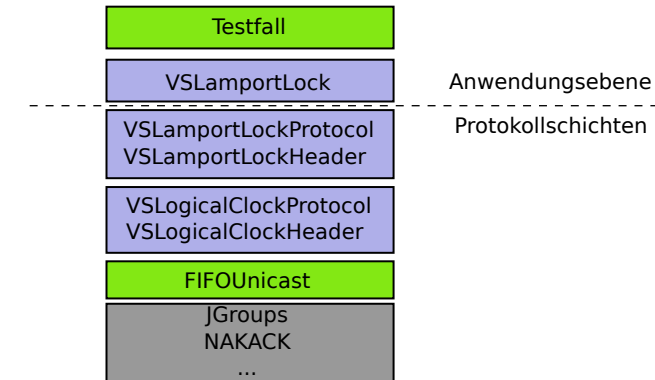 Testfall
VSLamportLock
Anwendungsebene
Protokollschichten
VSLamportLockProtocol
VSLamportLockHeader
VSLogicalClockProtocol
VSLogicalClockHeader
FIFOUnicast
JGroups
NAKACK
...